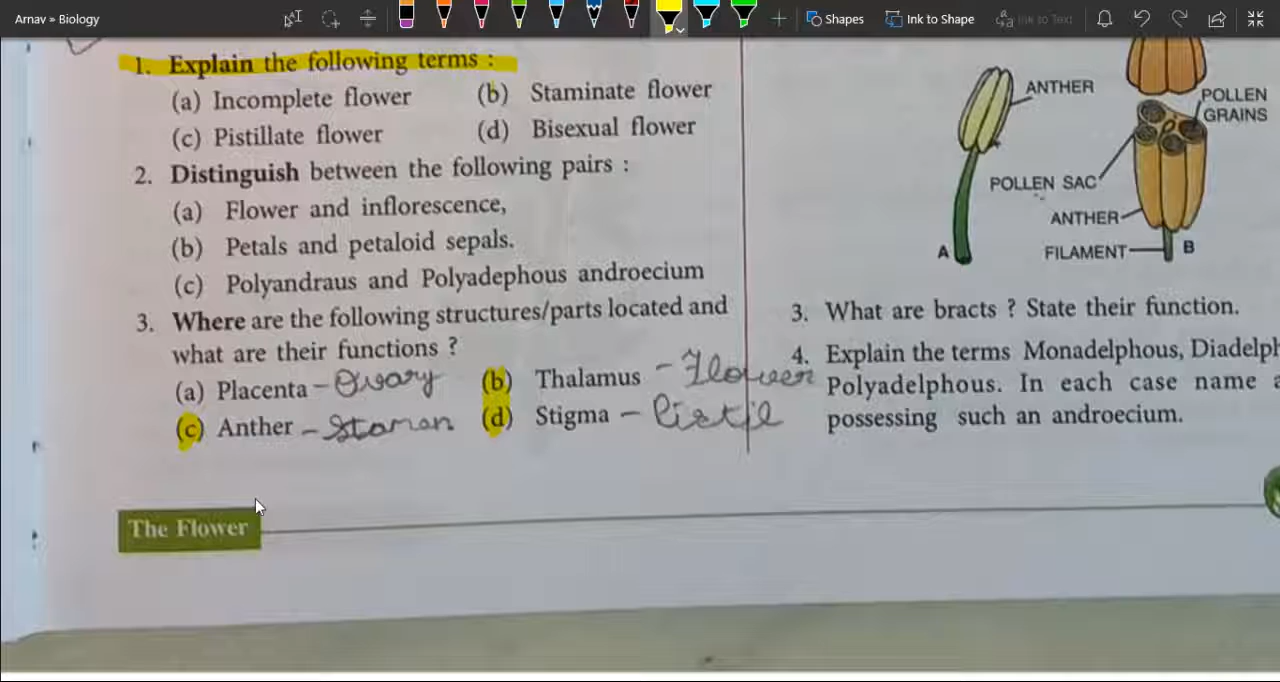 Arnav » Biology
Shapes
Ink to Shape
Ink to Text
1. Explain the following terms :
(a) Incomplete flower (b) Staminate flower
(c) Pistillate flower (d) Bisexual flower
2. Distinguish between the following pairs :
(a) Flower and inflorescence,
(b) Petals and petaloid sepals.
(c) Polyandraus and Polyadephous androecium
3. Where are the following structures/parts located and
what are their functions ?
(a) Placenta - Ovary (b) Thalamus - Flower
(c) Anther - Staman (d) Stigma - Pistil
The Flower
ANTHER
POLLEN
GRAINS
POLLEN SAC
ANTHER
FILAMENT
A
B
3. What are bracts ? State their function.
4. Explain the terms Monadelphous, Diadelph
Polyadelphous. In each case name a
possessing such an androecium.